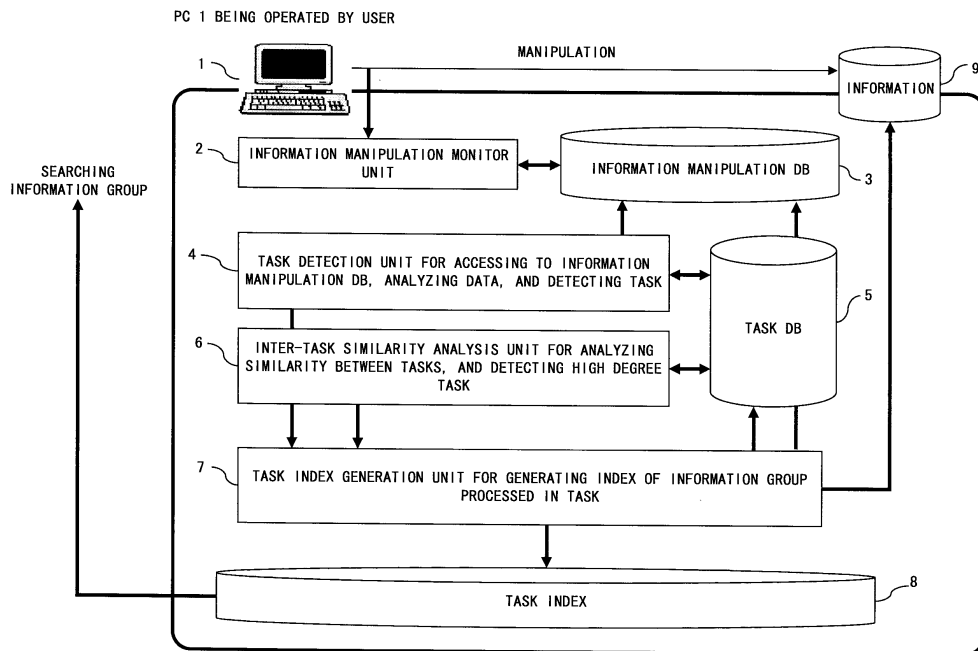 PC 1 BEING OPERATED BY USER
1
MANIPULATION
9
INFORMATION
2
INFORMATION MANIPULATION MONITOR
UNIT
INFORMATION MANIPULATION DB
3
SEARCHING
INFORMATION GROUP
4
TASK DETECTION UNIT FOR ACCESSING TO INFORMATION
MANIPULATION DB, ANALYZING DATA, AND DETECTING TASK
5
TASK DB
6
INTER-TASK SIMILARITY ANALYSIS UNIT FOR ANALYZING
SIMILARITY BETWEEN TASKS, AND DETECTING HIGH DEGREE
TASK
7
TASK INDEX GENERATION UNIT FOR GENERATING INDEX OF INFORMATION GROUP
PROCESSED IN TASK
TASK INDEX
8